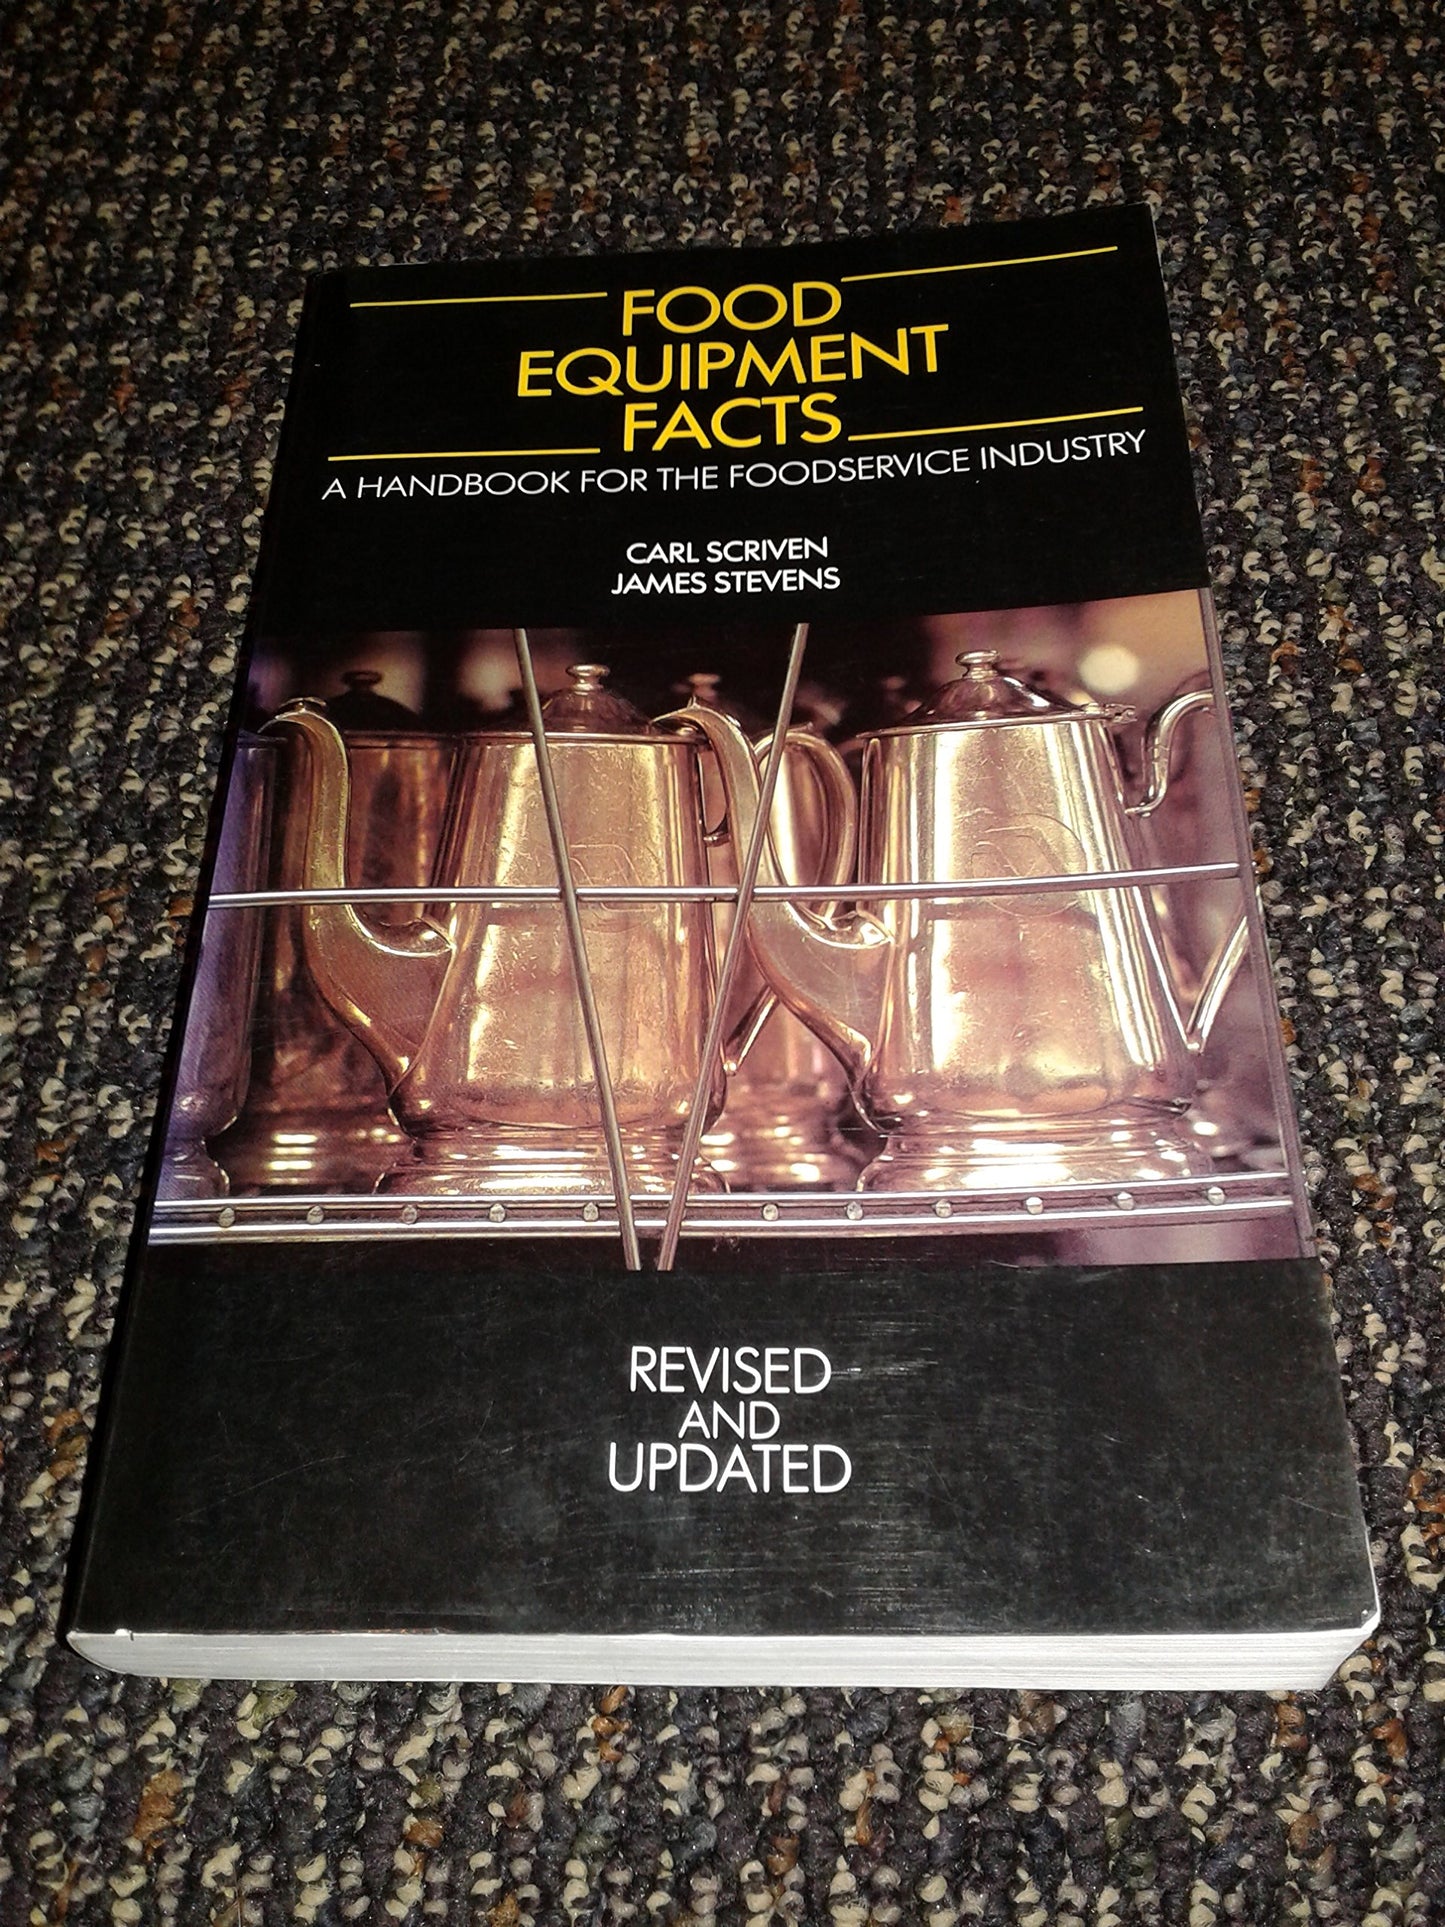 FOOD
EQUIPMENT
FACTS
A HANDBOOK FOR THE FOODSERVICE INDUSTRY
CARL SCRIVEN
JAMES STEVENS
REVISED
AND
UPDATED